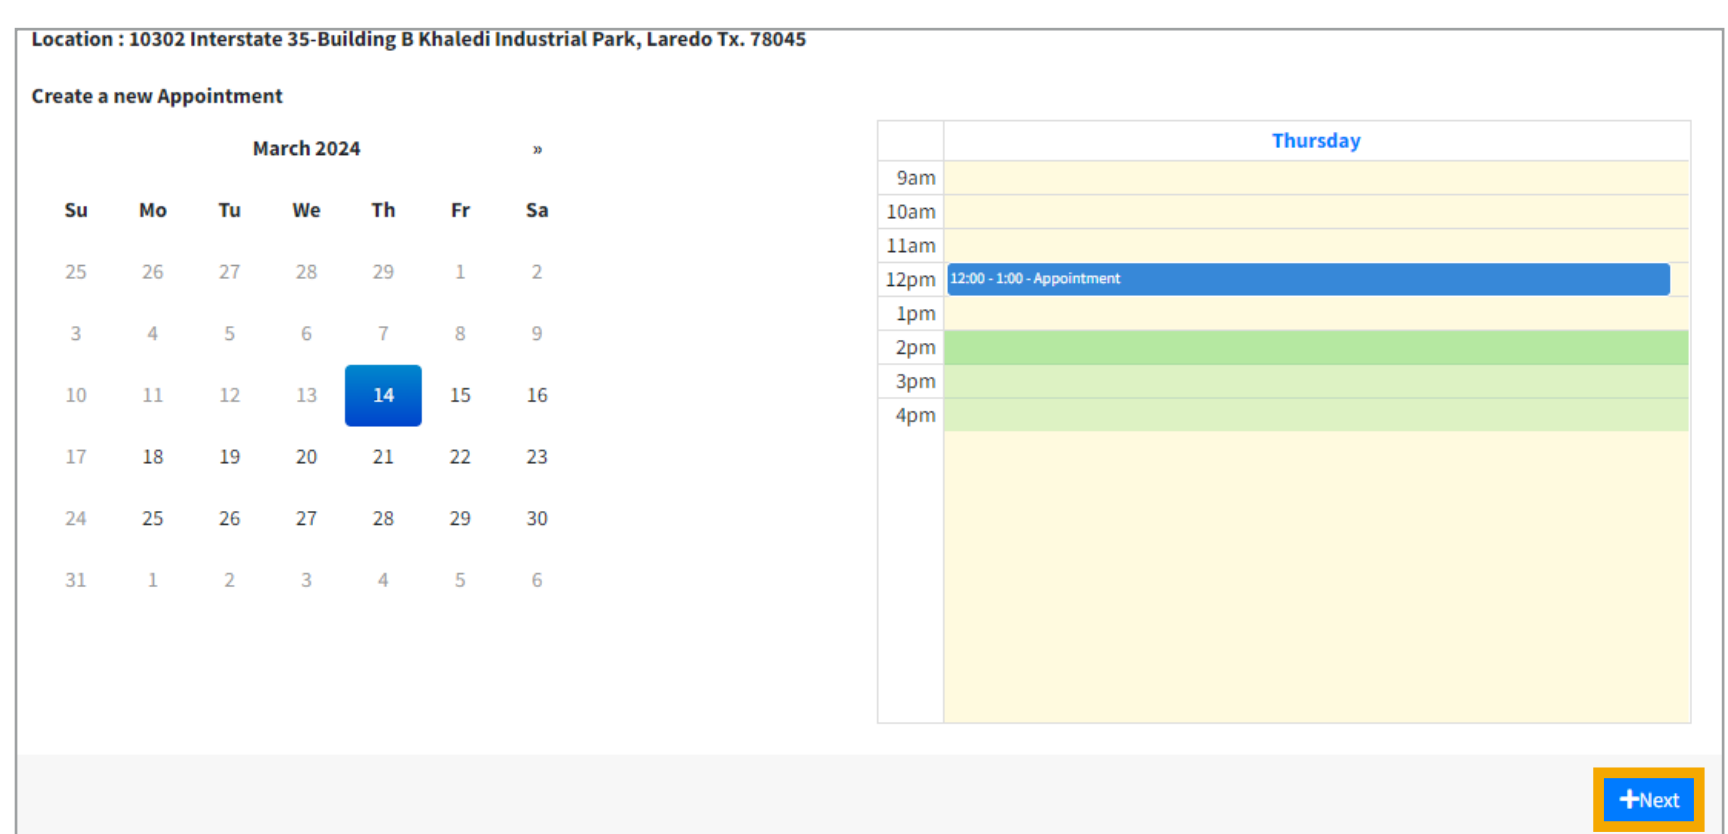 Location : 10302 Interstate 35-Building B Khaledi Industrial Park, Laredo Tx. 78045
Create a new Appointment
March 2024 »
Su Mo Tu We Th Fr Sa
25 26 27 28 29 1 2
3 4 5 6 7 8 9
10 11 12 13 14 15 16
17 18 19 20 21 22 23
24 25 26 27 28 29 30
31 1 2 3 4 5 6
Thursday
9am
10am
11am
12pm 12:00 - 1:00 - Appointment
1pm
2pm
3pm
4pm
+Next